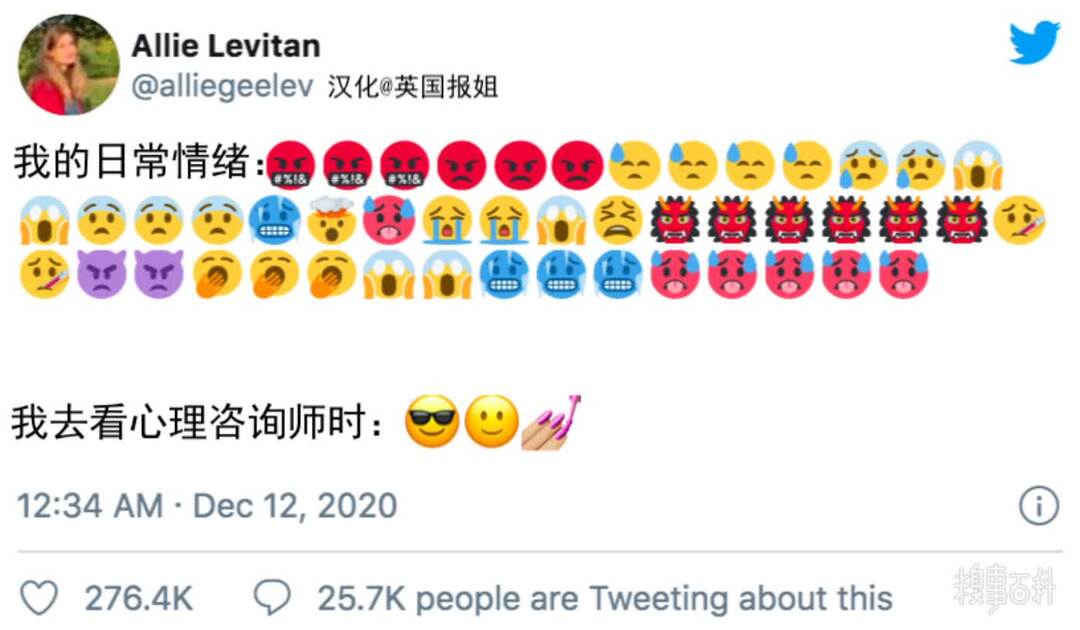 Allie Levitan
@alliegeelev 汉化@英国报姐
我的日常情绪:🤬🤬🤬😡😡😡😓😓😓😓😰😰😱
😱😨😨😨🥶🤯🥵😭😭😱😫👹👹👹👹👹👹🤒
🤒👿👿🥱🥱🥱😱😱🥶🥶🥶🥵🥵🥵🥵🥵
我去看心理咨询师时：😎🙂💅🏼
12:34 AM · Dec 12, 2020
276.4K 25.7K people are Tweeting about this
糗事百科